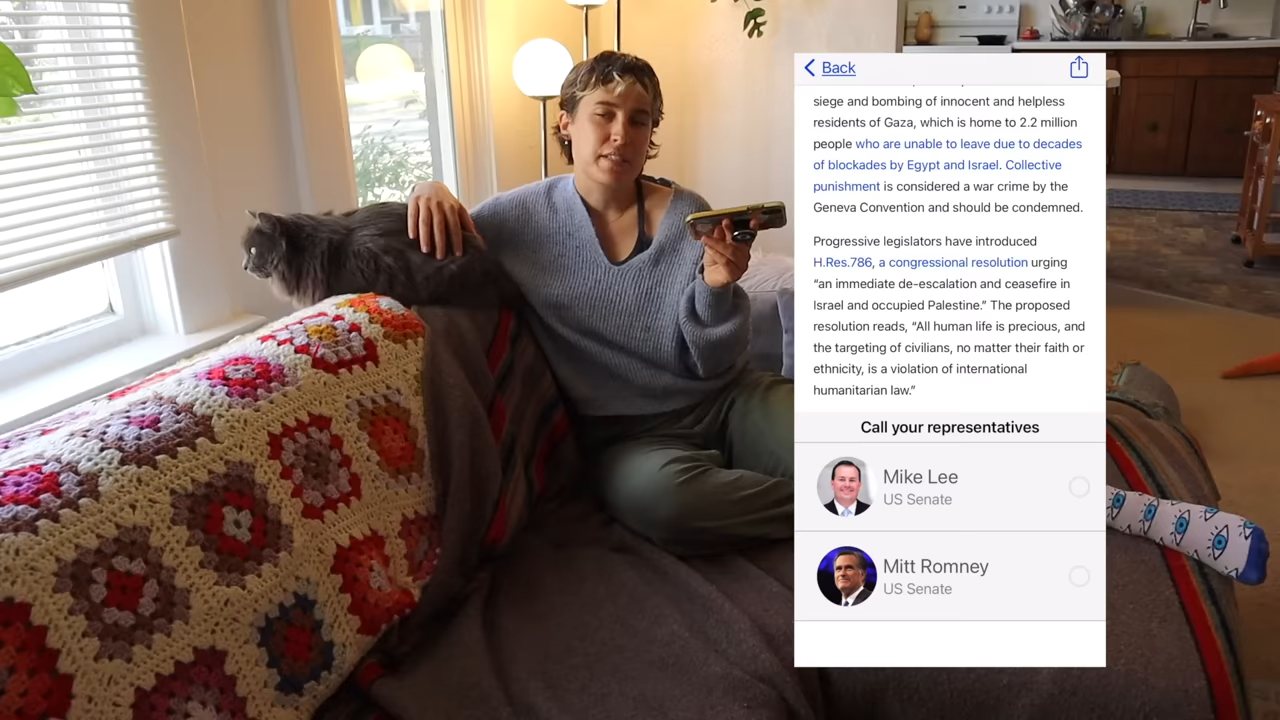 Back
siege and bombing of innocent and helpless
residents of Gaza, which is home to 2.2 million
people who are unable to leave due to decades
of blockades by Egypt and Israel. Collective
punishment is considered a war crime by the
Geneva Convention and should be condemned.
Progressive legislators have introduced
H.Res.786, a congressional resolution urging
“an immediate de-escalation and ceasefire in
Israel and occupied Palestine.” The proposed
resolution reads, “All human life is precious, and
the targeting of civilians, no matter their faith or
ethnicity, is a violation of international
humanitarian law.”
Call your representatives
Mike Lee
US Senate
Mitt Romney
US Senate